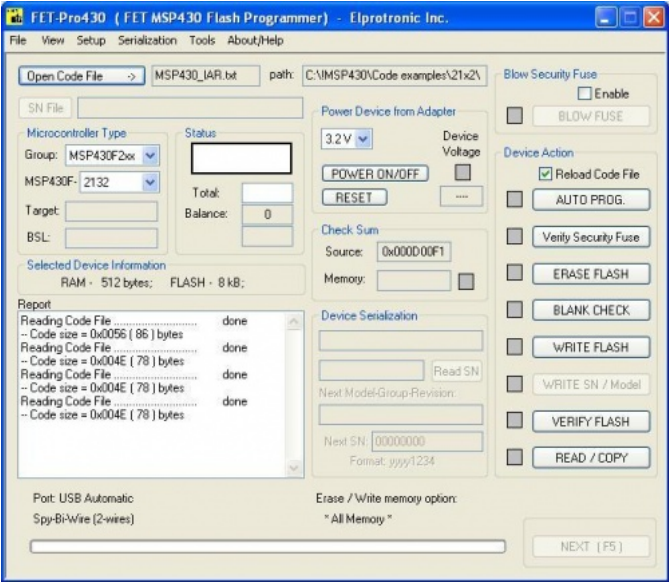 FET-Pro430 ( FET MSP430 Flash Programmer) - Elprotronic Inc.
File View Setup Serialization Tools About/Help
Open Code File -> MSP430_IAR.txt path: C:\IMSP430\Code examples\21x2\
SN File
Microcontroller Type
Group: MSP430F2xx
MSP430F- 2132
Target:
BSL:
Status
Total:
Balance: 0
Selected Device Information
RAM - 512 bytes; FLASH - 8 kB;
Report
Reading Code File ............................ done
-- Code size = 0x0056 ( 86 ) bytes
Reading Code File ............................ done
-- Code size = 0x004E ( 78 ) bytes
Reading Code File ............................ done
-- Code size = 0x004E ( 78 ) bytes
Reading Code File ............................ done
-- Code size = 0x004E ( 78 ) bytes
Power Device from Adapter
3.2 V
Device
Voltage
POWER ON/OFF
RESET
----
Check Sum
Source: 0x000D00F1
Memory:
Device Serialization
Read SN
Next Model-Group-Revision:
Next SN: 00000000
Format: yyyy1234
Blow Security Fuse
Enable
BLOW FUSE
Device Action
Reload Code File
AUTO PROG.
Verify Security Fuse
ERASE FLASH
BLANK CHECK
WRITE FLASH
WRITE SN / Model
VERIFY FLASH
READ / COPY
Port: USB Automatic
Spy-Bi-Wire (2-wires)
Erase / Write memory option:
" All Memory "
NEXT ( F5 )